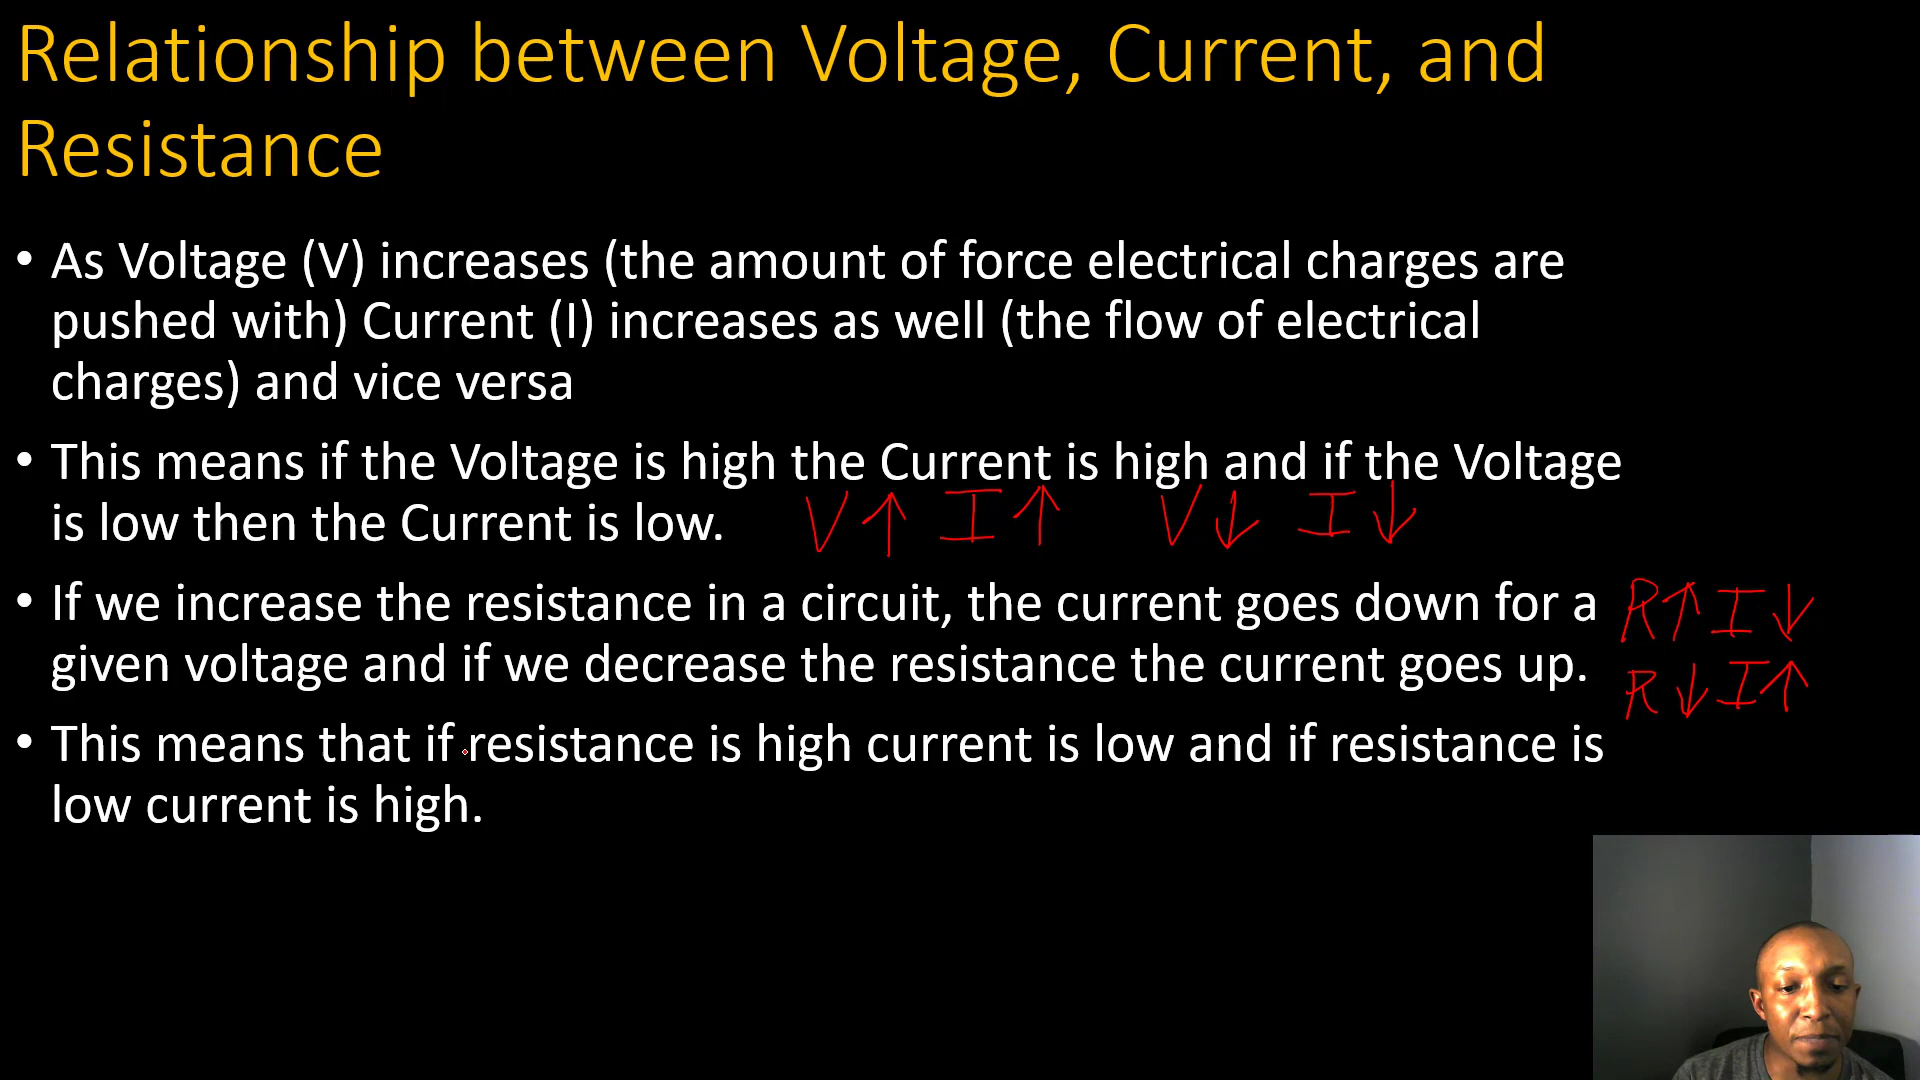 Relationship between Voltage, Current, and
Resistance
• As Voltage (V) increases (the amount of force electrical charges are
pushed with) Current (I) increases as well (the flow of electrical
charges) and vice versa
• This means if the Voltage is high the Current is high and if the Voltage
is low then the Current is low.
V↑ I↑ V↓ I↓
• If we increase the resistance in a circuit, the current goes down for a
R↑ I↓
given voltage and if we decrease the resistance the current goes up.
R↓ I↑
• This means that if resistance is high current is low and if resistance is
low current is high.